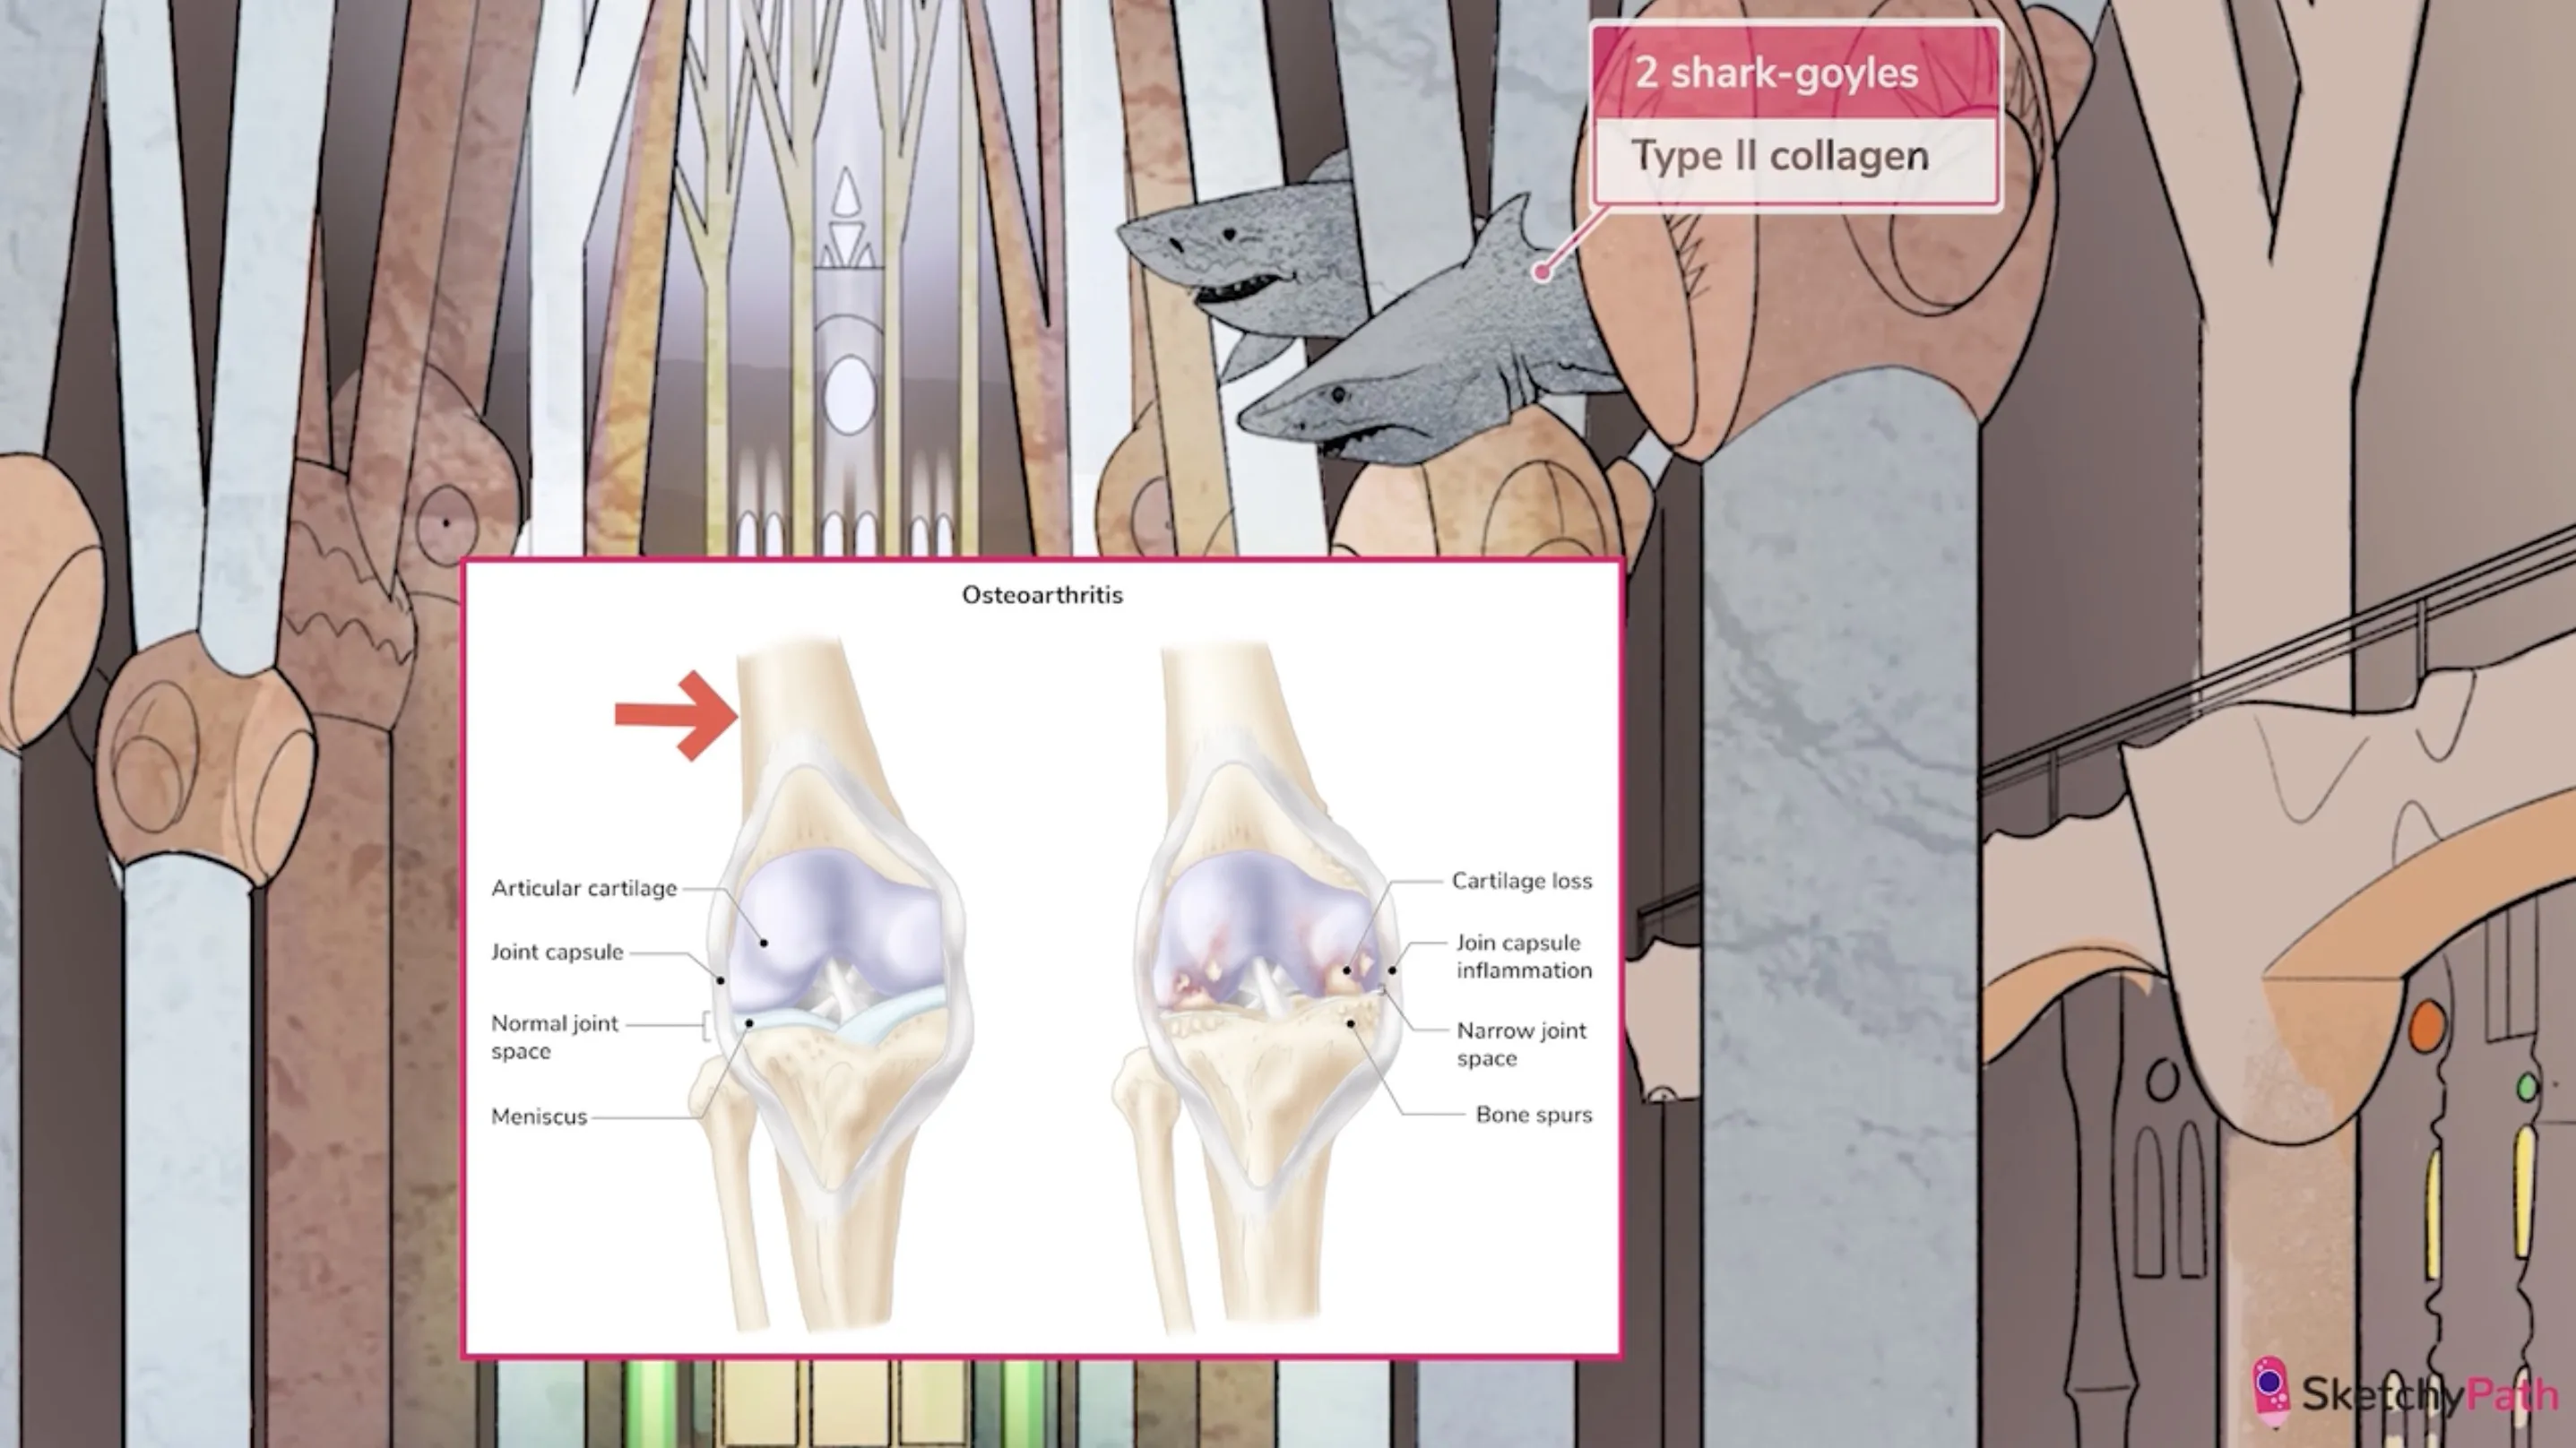 2 shark-goyles
Type II collagen
Osteoarthritis
Articular cartilage
Joint capsule
Normal joint
space
Meniscus
Cartilage loss
Join capsule
inflammation
Narrow joint
space
Bone spurs
SketchyPath